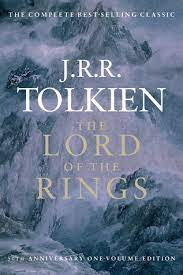 THE COMPLETE BEST-SELLING CLASSIC
J.R.R.
TOLKIEN
THE
LORD
OF THE
RINGS
50TH ANNIVERSARY ONE-VOLUME EDITION